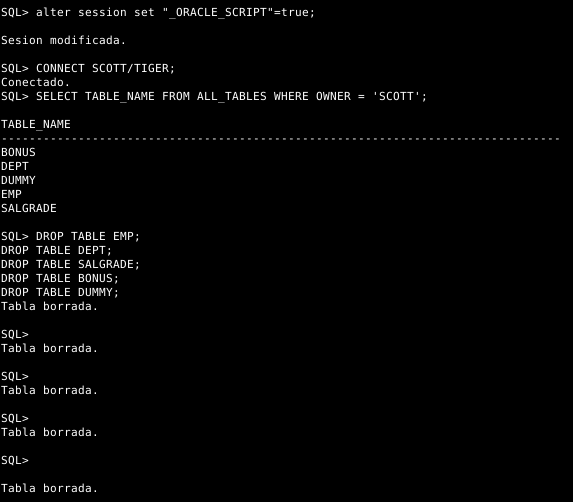 SQL> alter session set "_ORACLE_SCRIPT"=true;
Sesion modificada.
SQL> CONNECT SCOTT/TIGER;
Conectado.
SQL> SELECT TABLE_NAME FROM ALL_TABLES WHERE OWNER = 'SCOTT';
TABLE_NAME
--------------------------------------------------------------------------------
BONUS
DEPT
DUMMY
EMP
SALGRADE
SQL> DROP TABLE EMP;
DROP TABLE DEPT;
DROP TABLE SALGRADE;
DROP TABLE BONUS;
DROP TABLE DUMMY;
Tabla borrada.
SQL>
Tabla borrada.
SQL>
Tabla borrada.
SQL>
Tabla borrada.
SQL>
Tabla borrada.